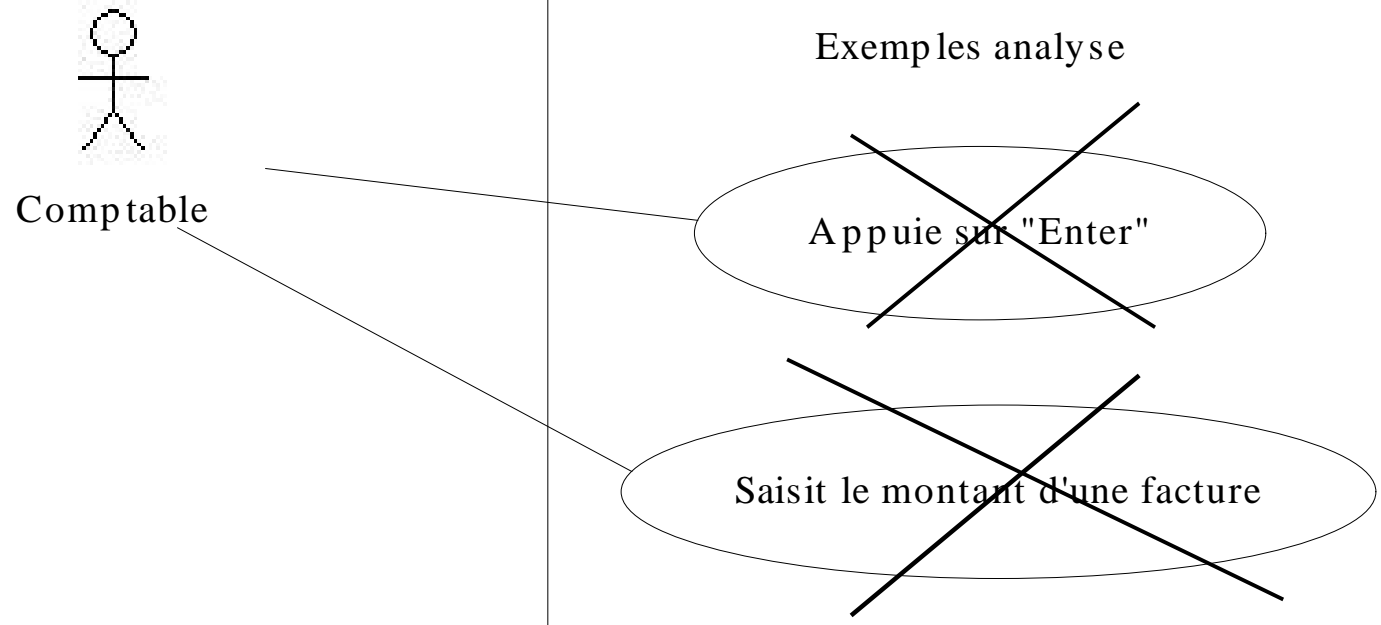 Exemples analyse
Comptable
Appuie sur "Enter"
Saisit le montant d'une facture